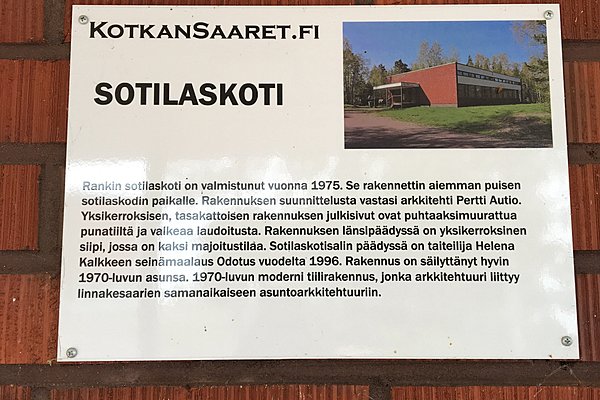 KOTKANSAARET.FI
SOTILASKOTI
Rankin sotilaskoti on valmistunut vuonna 1975. Se rakennettin aiemman puisen
sotilaskodin paikalle. Rakennuksen suunnittelusta vastasi arkkitehti Pertti Autio.
Yksikerroksisen, tasakattoisen rakennuksen julkisivut ovat puhtaaksimuurattua
punatiiltä ja valkeaa laudoitusta. Rakennuksen länsipäädyssä on yksikerroksinen
siipi, jossa on kaksi majoitustilaa. Sotilaskotisalin päädyssä on taiteilija Helena
Kalkkeen seinämaalaus Odotus vuodelta 1996. Rakennus on säilyttänyt hyvin
1970-luvun asunsa. 1970-luvun moderni tiilirakennus, jonka arkkitehtuuri liittyy
linnakesaarien samanaikaiseen asuntoarkkitehtuuriin.